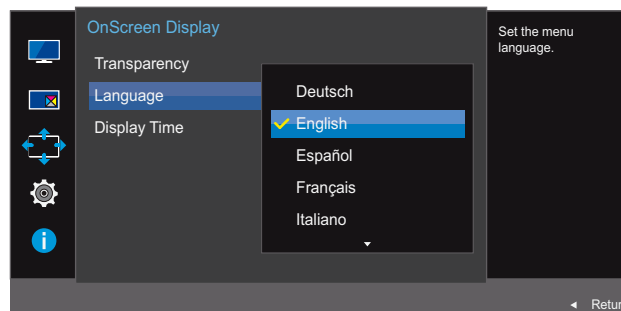 OnScreen Display
Set the menu
language.
Transparency
Language
Display Time
Deutsch
English
Español
Français
Italiano
Retur